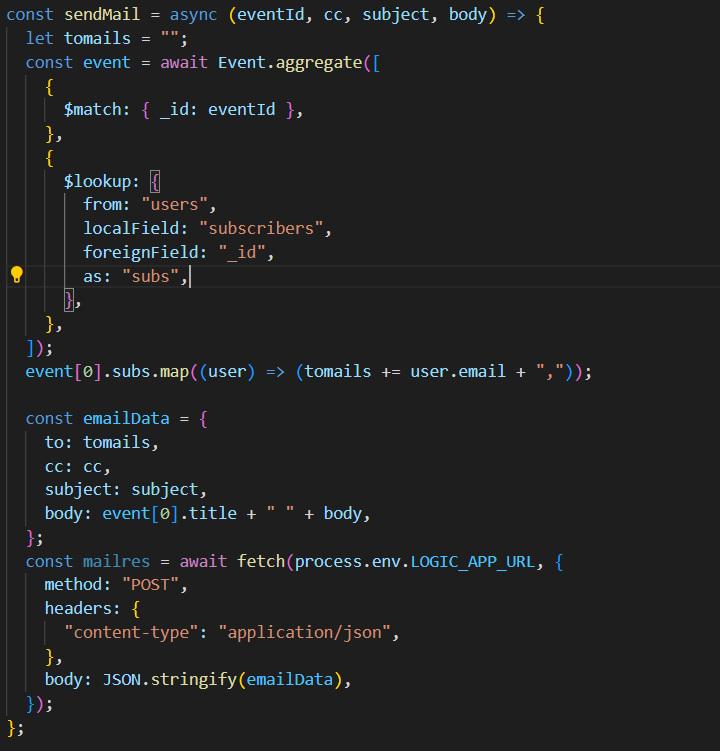 const sendMail = async (eventId, cc, subject, body) => {
  let tomails = "";
  const event = await Event.aggregate([
    {
      $match: { _id: eventId },
    },
    {
      $lookup: {
        from: "users",
        localField: "subscribers",
        foreignField: "_id",
        as: "subs",
      },
    },
  ]);
  event[0].subs.map((user) => (tomails += user.email + ","));

  const emailData = {
    to: tomails,
    cc: cc,
    subject: subject,
    body: event[0].title + " " + body,
  };
  const mailres = await fetch(process.env.LOGIC_APP_URL, {
    method: "POST",
    headers: {
      "content-type": "application/json",
    },
    body: JSON.stringify(emailData),
  });
};